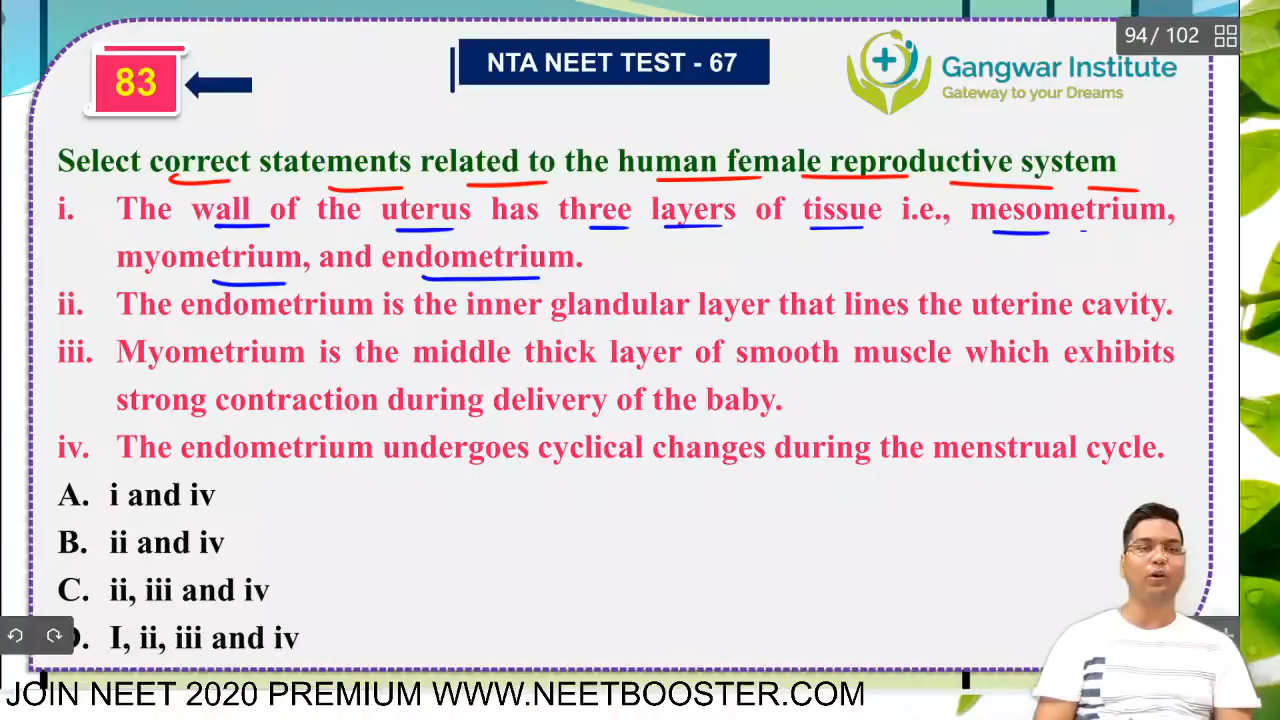 94 / 102
83
NTA NEET TEST - 67
Gangwar Institute
Gateway to your Dreams
Select correct statements related to the human female reproductive system
i. The wall of the uterus has three layers of tissue i.e., mesometrium,
myometrium, and endometrium.
ii. The endometrium is the inner glandular layer that lines the uterine cavity.
iii. Myometrium is the middle thick layer of smooth muscle which exhibits
strong contraction during delivery of the baby.
iv. The endometrium undergoes cyclical changes during the menstrual cycle.
A. i and iv
B. ii and iv
C. ii, iii and iv
D. I, ii, iii and iv
JOIN NEET 2020 PREMIUM WWW.NEETBOOSTER.COM